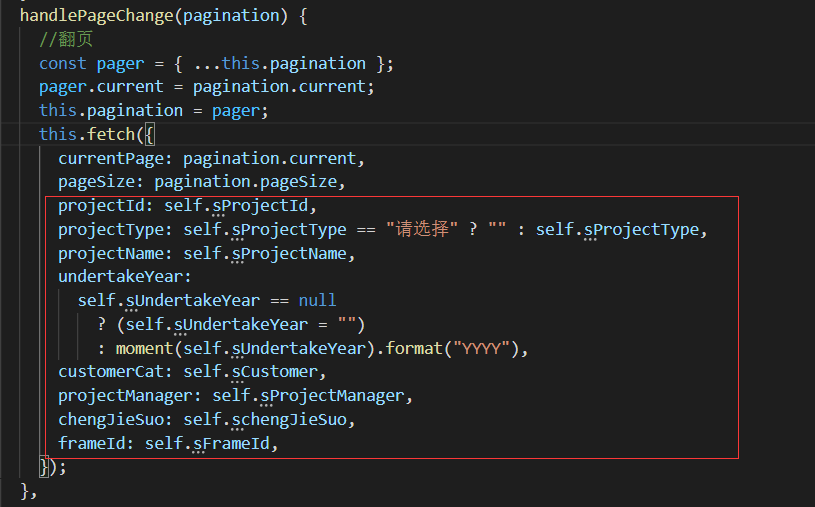 handlePageChange(pagination) {
//翻页
const pager = { ...this.pagination };
pager.current = pagination.current;
this.pagination = pager;
this.fetch({
currentPage: pagination.current,
pageSize: pagination.pageSize,
projectId: self.sProjectId,
projectType: self.sProjectType == "请选择" ? "" : self.sProjectType,
projectName: self.sProjectName,
undertakeYear:
self.sUndertakeYear == null
? (self.sUndertakeYear = "")
: moment(self.sUndertakeYear).format("YYYY"),
customerCat: self.sCustomer,
projectManager: self.sProjectManager,
chengJieSuo: self.schengJieSuo,
frameId: self.sFrameId,
});
},